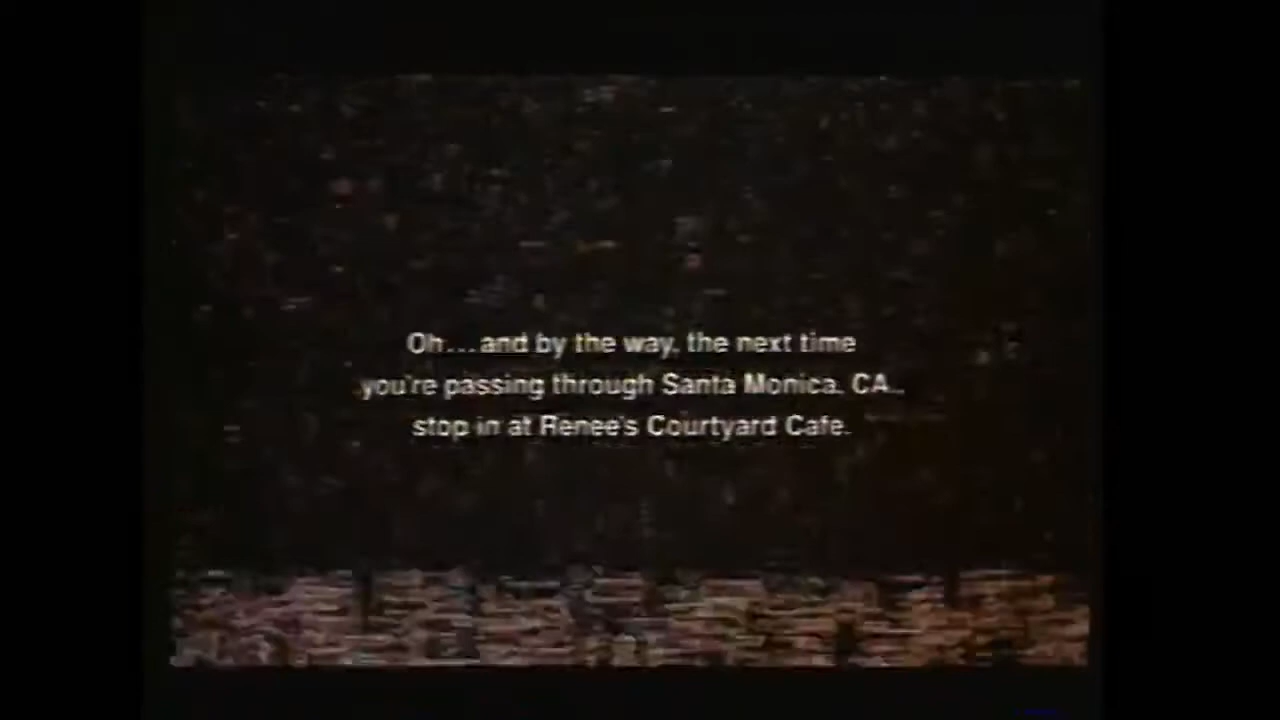 Oh...and by the way, the next time
you're passing through Santa Monica, CA.,
stop in at Renee's Courtyard Cafe.